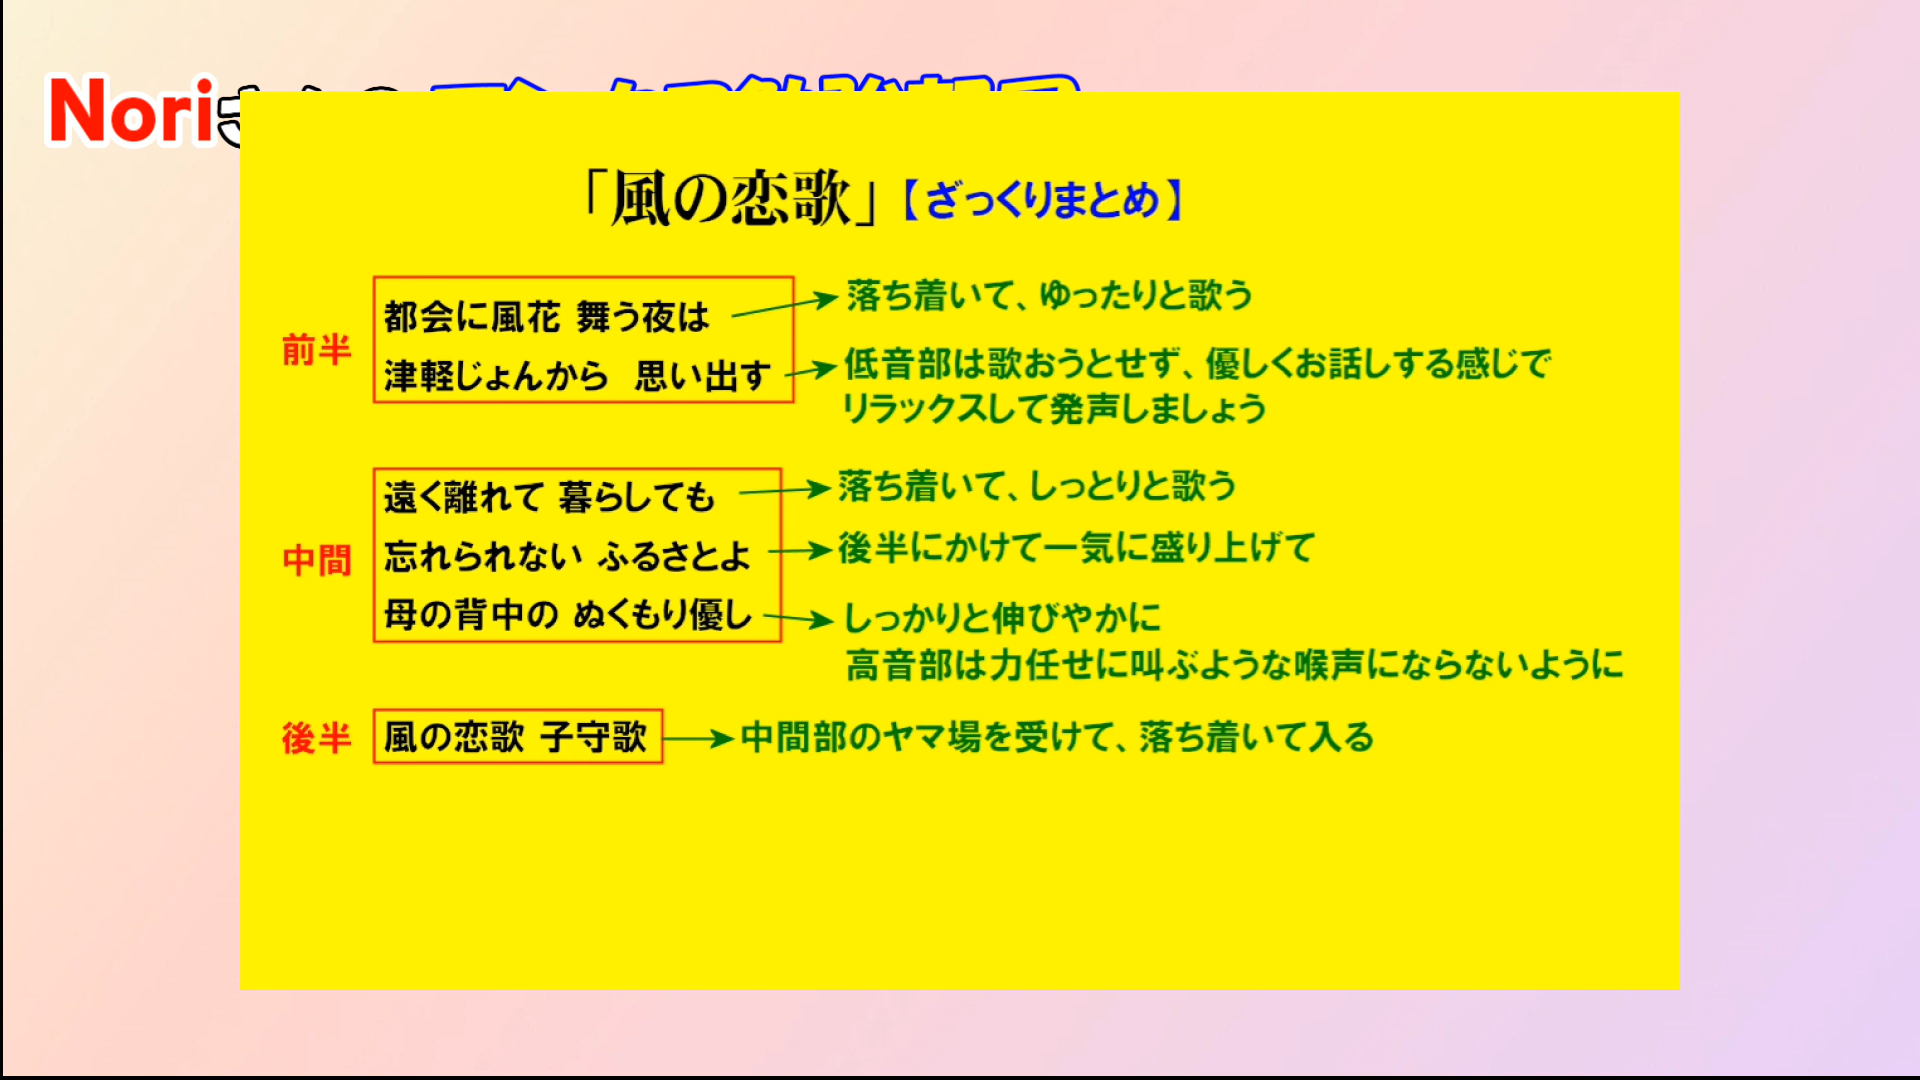 Nori
「風の恋歌」【ざっくりまとめ】
前半
都会に風花 舞う夜は
落ち着いて、ゆったりと歌う
津軽じょんから 思い出す
低音部は歌おうとせず、優しくお話しする感じで
リラックスして発声しましょう
中間
遠く離れて 暮らしても
落ち着いて、しっとりと歌う
忘れられない ふるさとよ
後半にかけて一気に盛り上げて
母の背中の ぬくもり優し
しっかりと伸びやかに
高音部は力任せに叫ぶような喉声にならないように
後半
風の恋歌 子守歌
中間部のヤマ場を受けて、落ち着いて入る